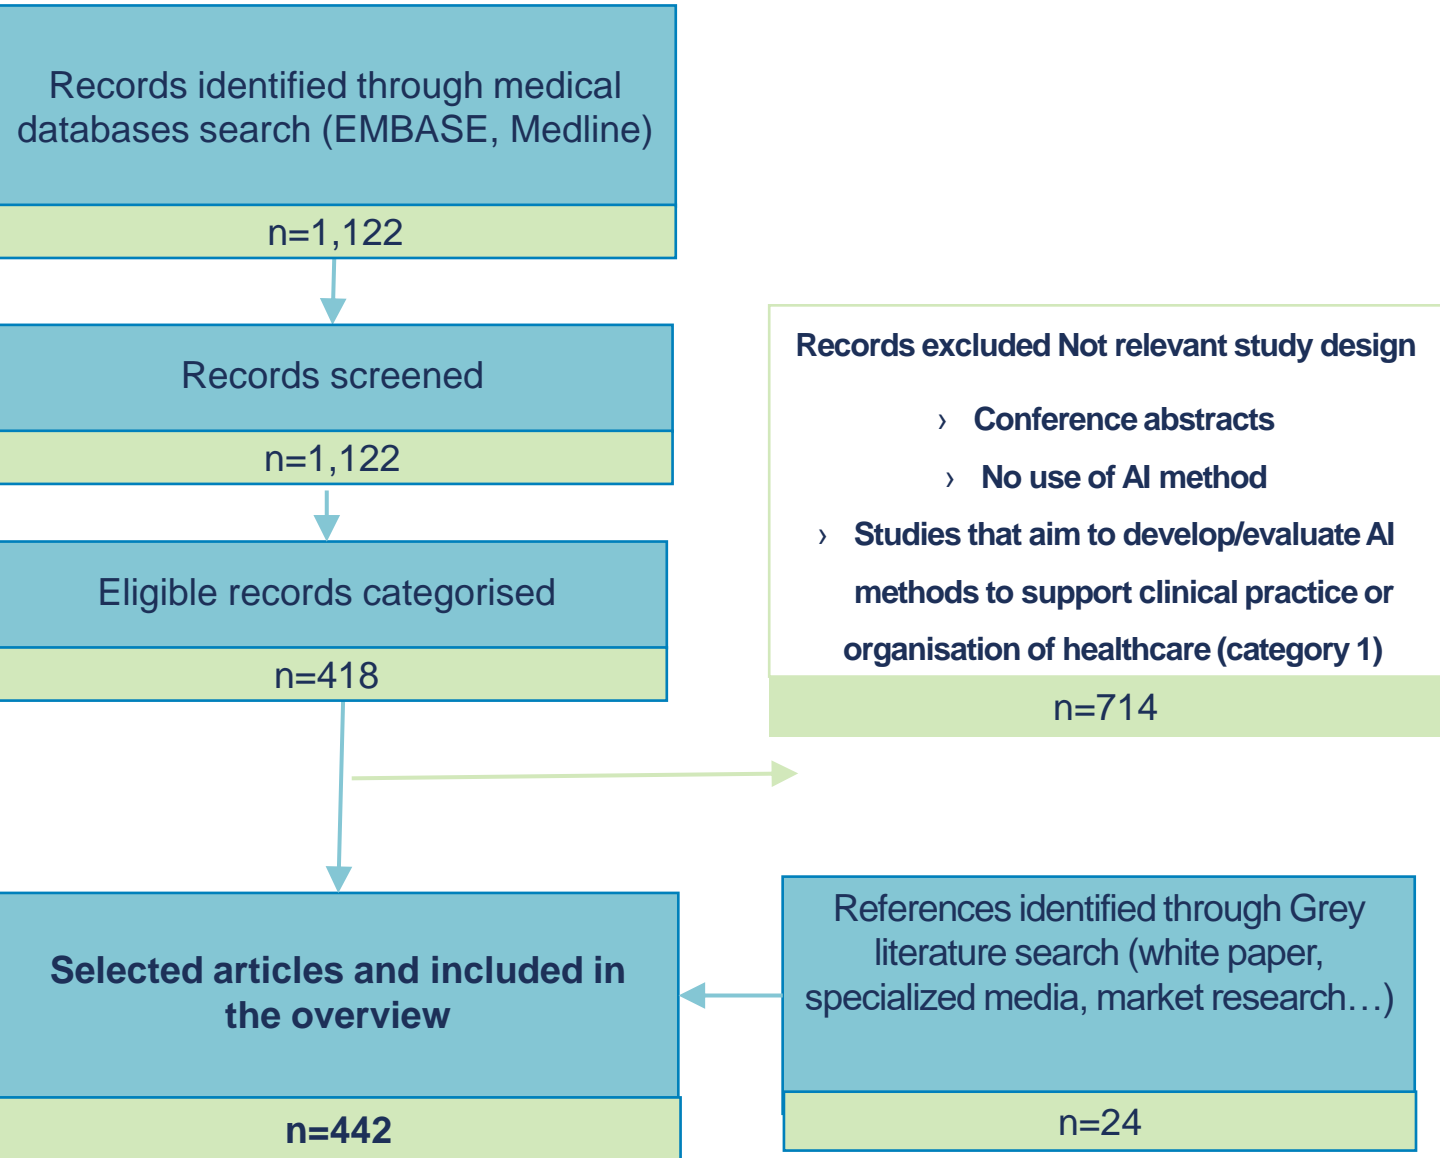 Records identified through medical
databases search (EMBASE, Medline)
n=1,122
Records screened
n=1,122
Eligible records categorised
n=418
Records excluded Not relevant study design
› Conference abstracts
› No use of AI method
› Studies that aim to develop/evaluate AI
methods to support clinical practice or
organisation of healthcare (category 1)
n=714
Selected articles and included in
the overview
n=442
References identified through Grey
literature search (white paper,
specialized media, market research…)
n=24